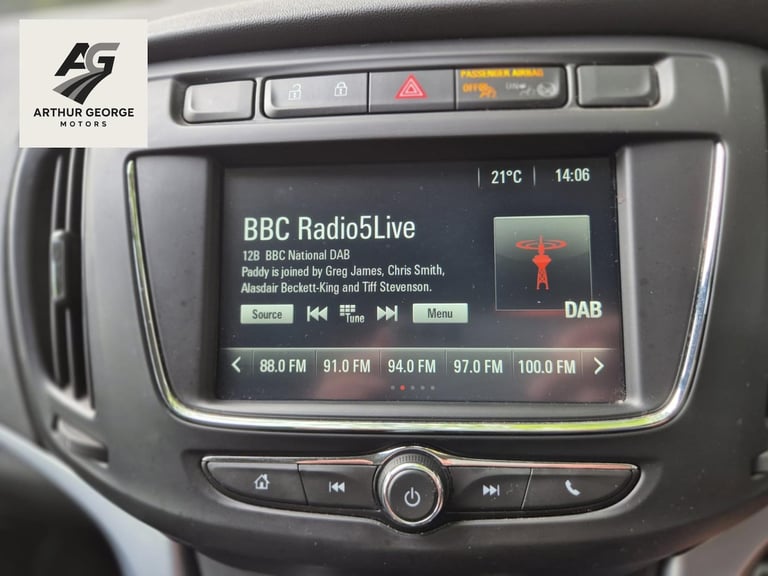 AG
ARTHUR GEORGE
MOTORS
PASSENGER AIRBAG
OFF ON
21°C 14:06
BBC Radio5Live
12B BBC National DAB
Paddy is joined by Greg James, Chris Smith,
Alasdair Beckett-King and Tiff Stevenson.
Source Tune Menu
DAB
88.0 FM 91.0 FM 94.0 FM 97.0 FM 100.0 FM